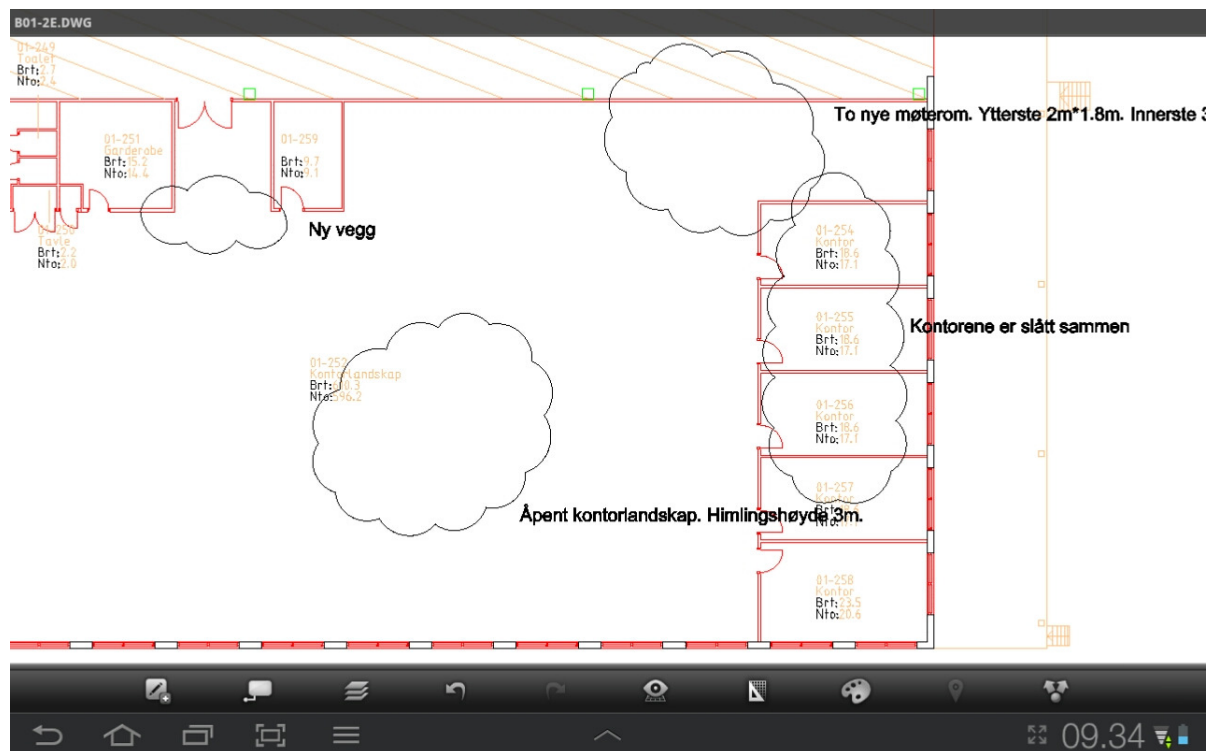 B01-2E.DWG
01-249
Toalet
Brt:2.7
Nto:2.4
To nye møterom. Ytterste 2m*1.8m. Innerste 3
01-251
Garderobe
Brt:15.2
Nto:14.4
01-259
Brt:9.7
Nto:9.1
Ny vegg
Tavle
Brt:2.2
Nto:2.0
01-254
Kontor
Brt:18.6
Nto:17.1
01-255
Kontor
Brt:18.6
Nto:17.1
Kontorene er slått sammen
01-252
Kontorlandskap
Nto:596.2
01-256
Kontor
Brt:18.6
Nto:17.1
01-257
Kontor
Åpent kontorlandskap. Himlingshøyde 3m.
01-258
Kontor
Brt:23.5
Nto:20.6
09.34